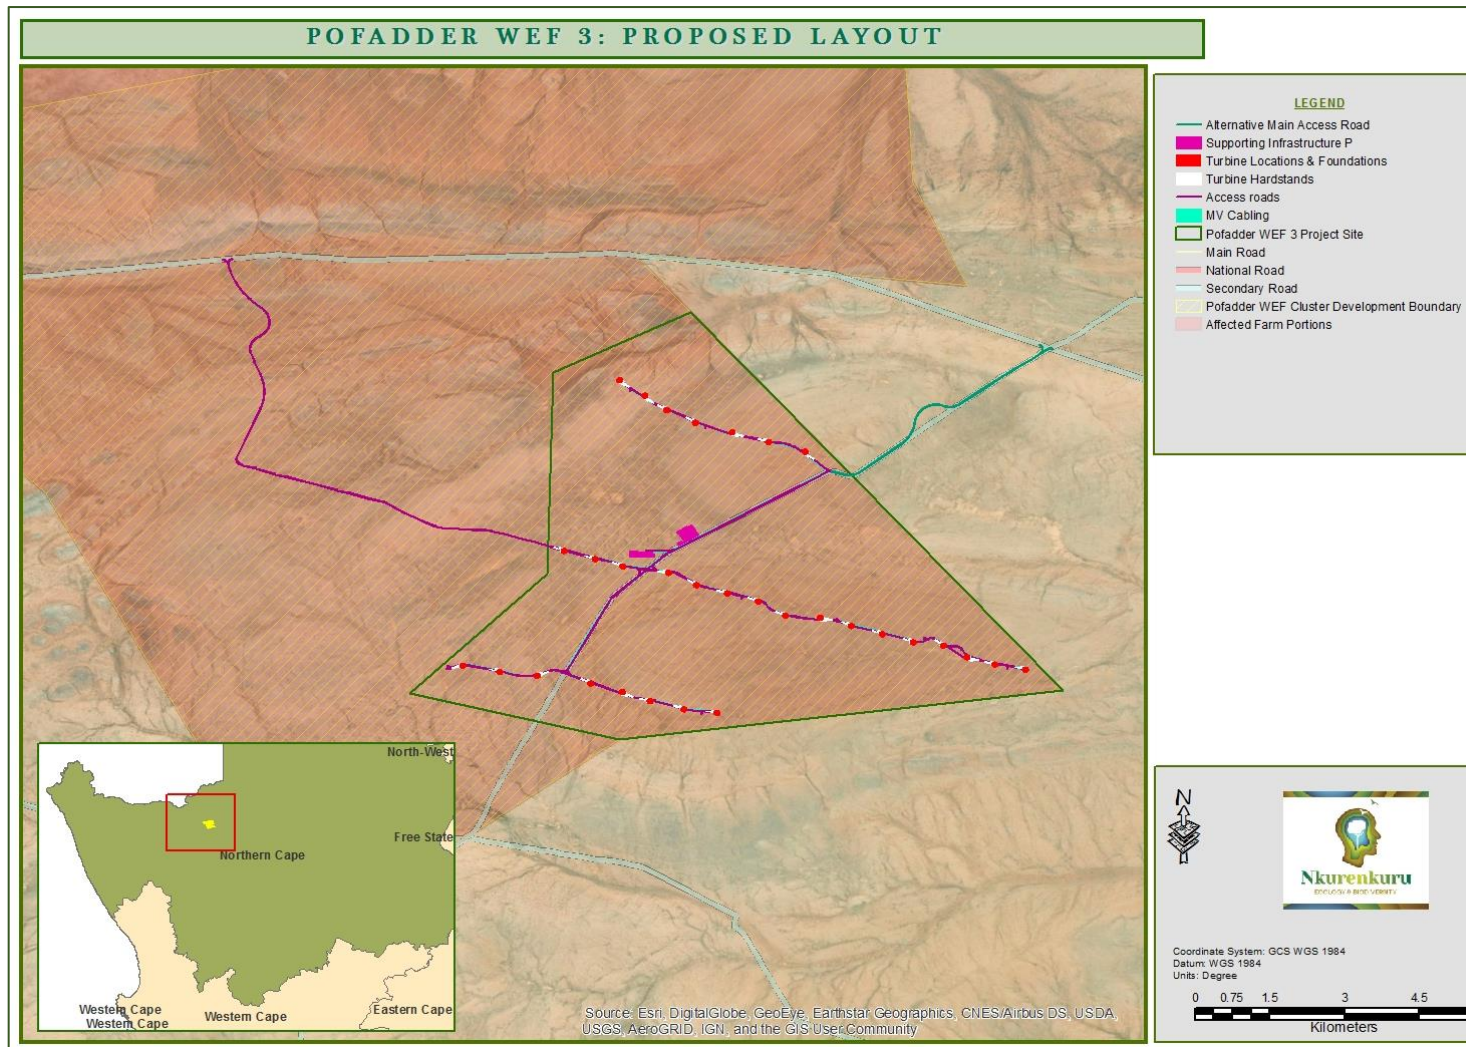 POFADDER WEF 3: PROPOSED LAYOUT
LEGEND
Alternative Main Access Road
Supporting Infrastructure P
Turbine Locations & Foundations
Turbine Hardstands
Access roads
MV Cabling
Pofadder WEF 3 Project Site
Main Road
National Road
Secondary Road
Pofadder WEF Cluster Development Boundary
Affected Farm Portions
North-West
Free State
Northern Cape
Western Cape
Western Cape
Western Cape
Eastern Cape
Source: Esri, DigitalGlobe, GeoEye, Earthstar Geographics, CNES/Airbus DS, USDA,
USGS, AeroGRID, IGN, and the GIS User Community
N
Nkurenkuru
ECOLOGY & BIODIVERSITY
Coordinate System: GCS WGS 1984
Datum: WGS 1984
Units: Degree
0 0.75 1.5 3 4.5
Kilometers